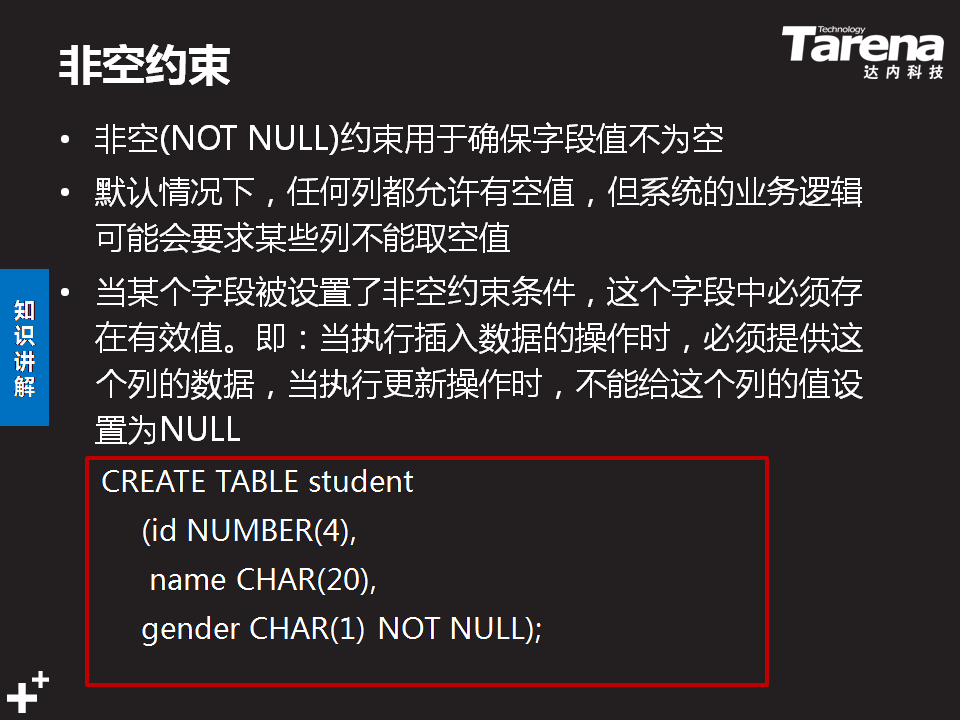 非空约束
Technology
Tarena
达内科技
• 非空(NOT NULL)约束用于确保字段值不为空
• 默认情况下，任何列都允许有空值，但系统的业务逻辑
可能会要求某些列不能取空值
• 当某个字段被设置了非空约束条件，这个字段中必须存
在有效值。即：当执行插入数据的操作时，必须提供这
个列的数据，当执行更新操作时，不能给这个列的值设
置为NULL
知识讲解
CREATE TABLE student
(id NUMBER(4),
name CHAR(20),
gender CHAR(1) NOT NULL);